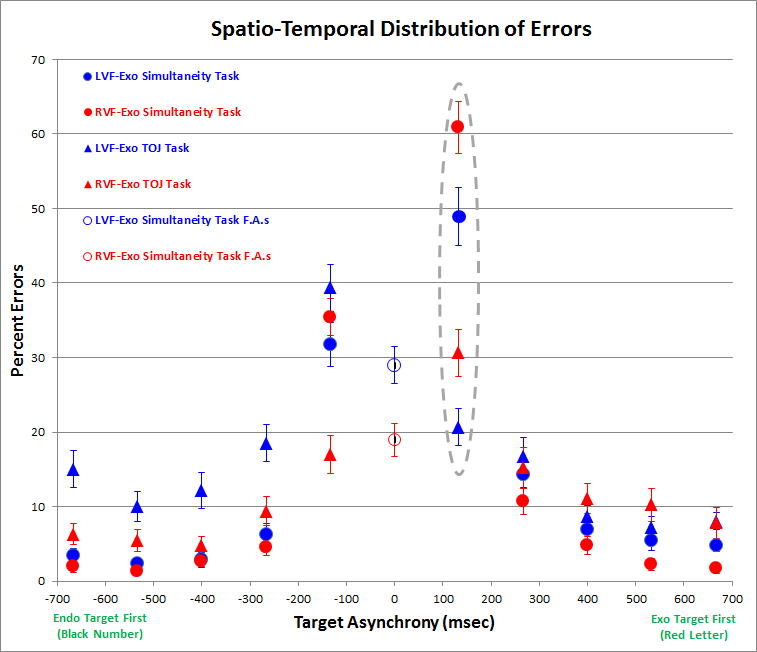 Spatio-Temporal Distribution of Errors
70
60
50
40
30
20
10
0
Percent Errors
LVF-Exo Simultaneity Task
RVF-Exo Simultaneity Task
LVF-Exo TOJ Task
RVF-Exo TOJ Task
LVF-Exo Simultaneity Task F.A.s
RVF-Exo Simultaneity Task F.A.s
-700 -600 -500 -400 -300 -200 -100 0 100 200 300 400 500 600 700
Endo Target First
(Black Number)
Target Asynchrony (msec)
Exo Target First
(Red Letter)